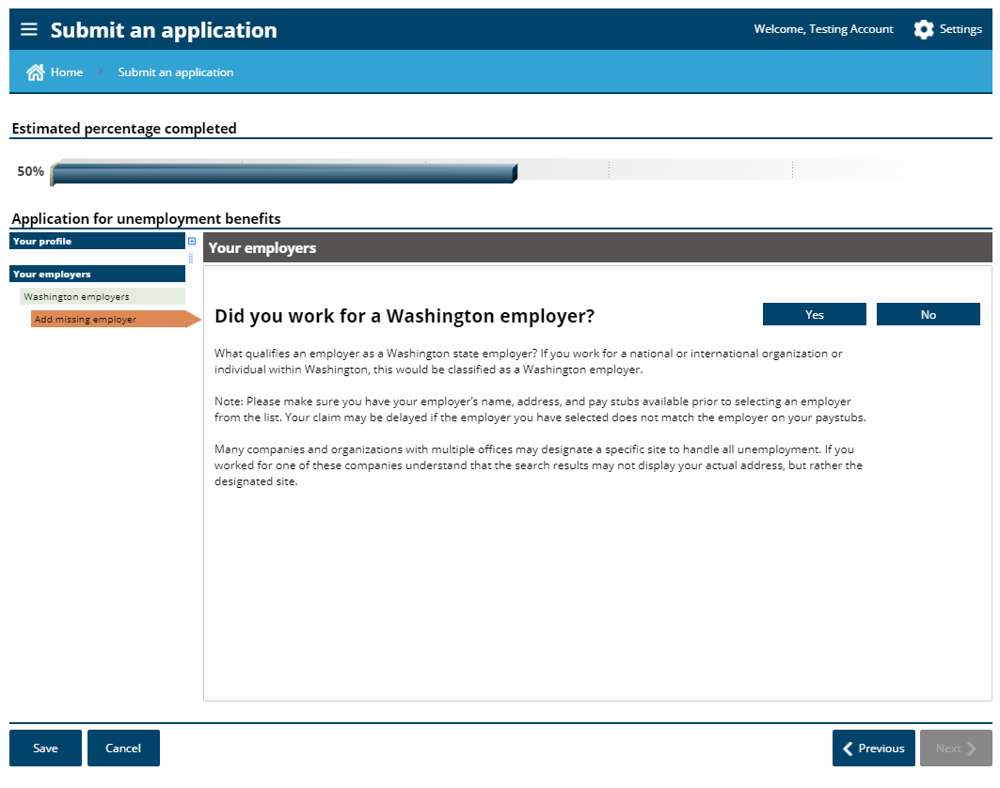 Submit an application
Welcome, Testing Account
Settings
Home
Submit an application
Estimated percentage completed
50%
Application for unemployment benefits
Your profile
Your employers
Washington employers
Add missing employer
Your employers
Did you work for a Washington employer?
Yes
No
What qualifies an employer as a Washington state employer? If you work for a national or international organization or
individual within Washington, this would be classified as a Washington employer.
Note: Please make sure you have your employer's name, address, and pay stubs available prior to selecting an employer
from the list. Your claim may be delayed if the employer you have selected does not match the employer on your paystubs.
Many companies and organizations with multiple offices may designate a specific site to handle all unemployment. If you
worked for one of these companies understand that the search results may not display your actual address, but rather the
designated site.
Save
Cancel
Previous
Next